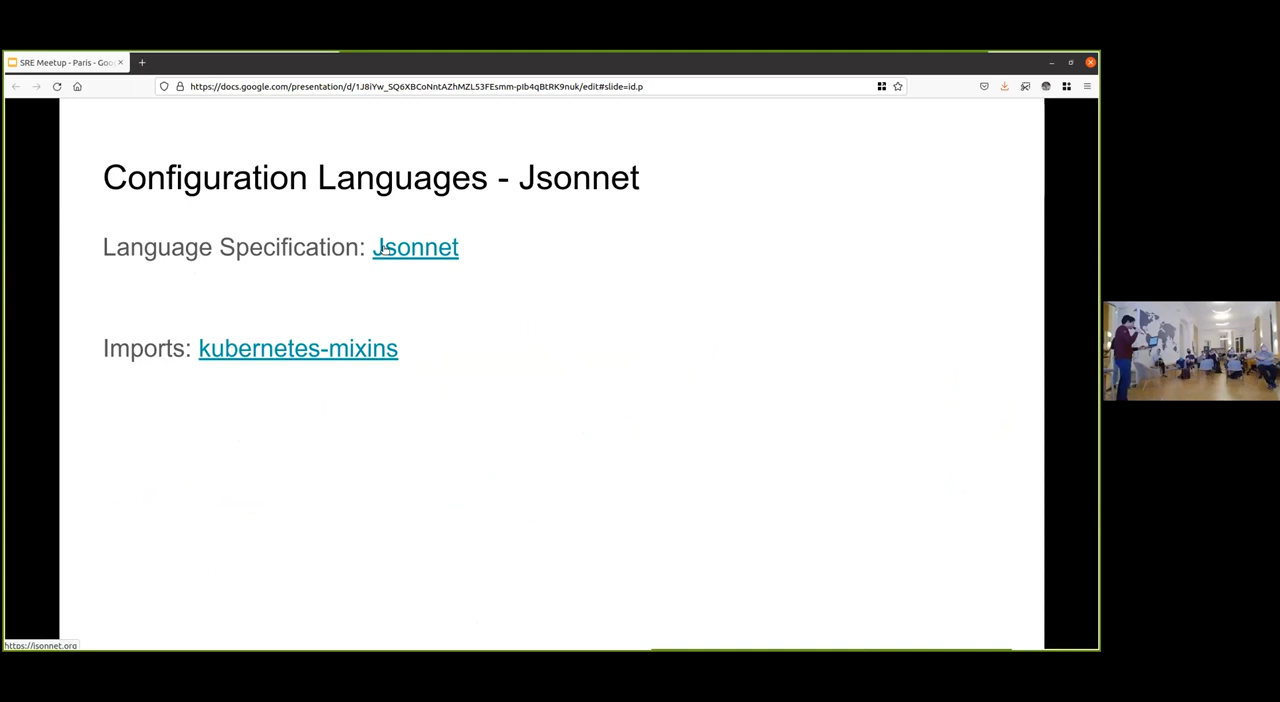 SRE Meetup - Paris - Goo
https://docs.google.com/presentation/d/1J8iYw_SQ6XBCoNntAZhMZL53FEsmm-pIb4qBtRK9nuk/edit#slide=id.p
Configuration Languages - Jsonnet
Language Specification: Jsonnet
Imports: kubernetes-mixins
https://jsonnet.org